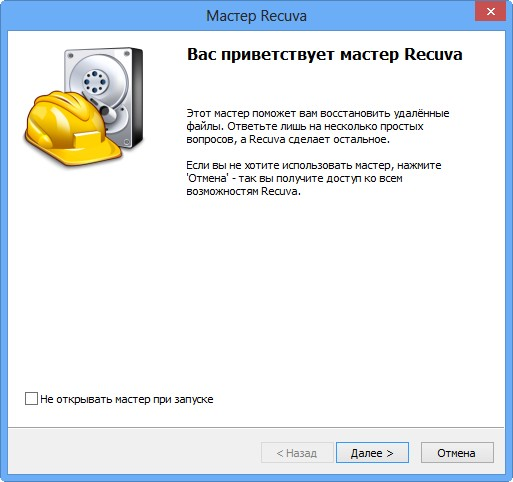 Мастер Recuva
Вас приветствует мастер Recuva
Этот мастер поможет вам восстановить удалённые
файлы. Ответьте лишь на несколько простых
вопросов, а Recuva сделает остальное.
Если вы не хотите использовать мастер, нажмите
'Отмена' - так вы получите доступ ко всем
возможностям Recuva.
Не открывать мастер при запуске
< Назад
Далее >
Отмена